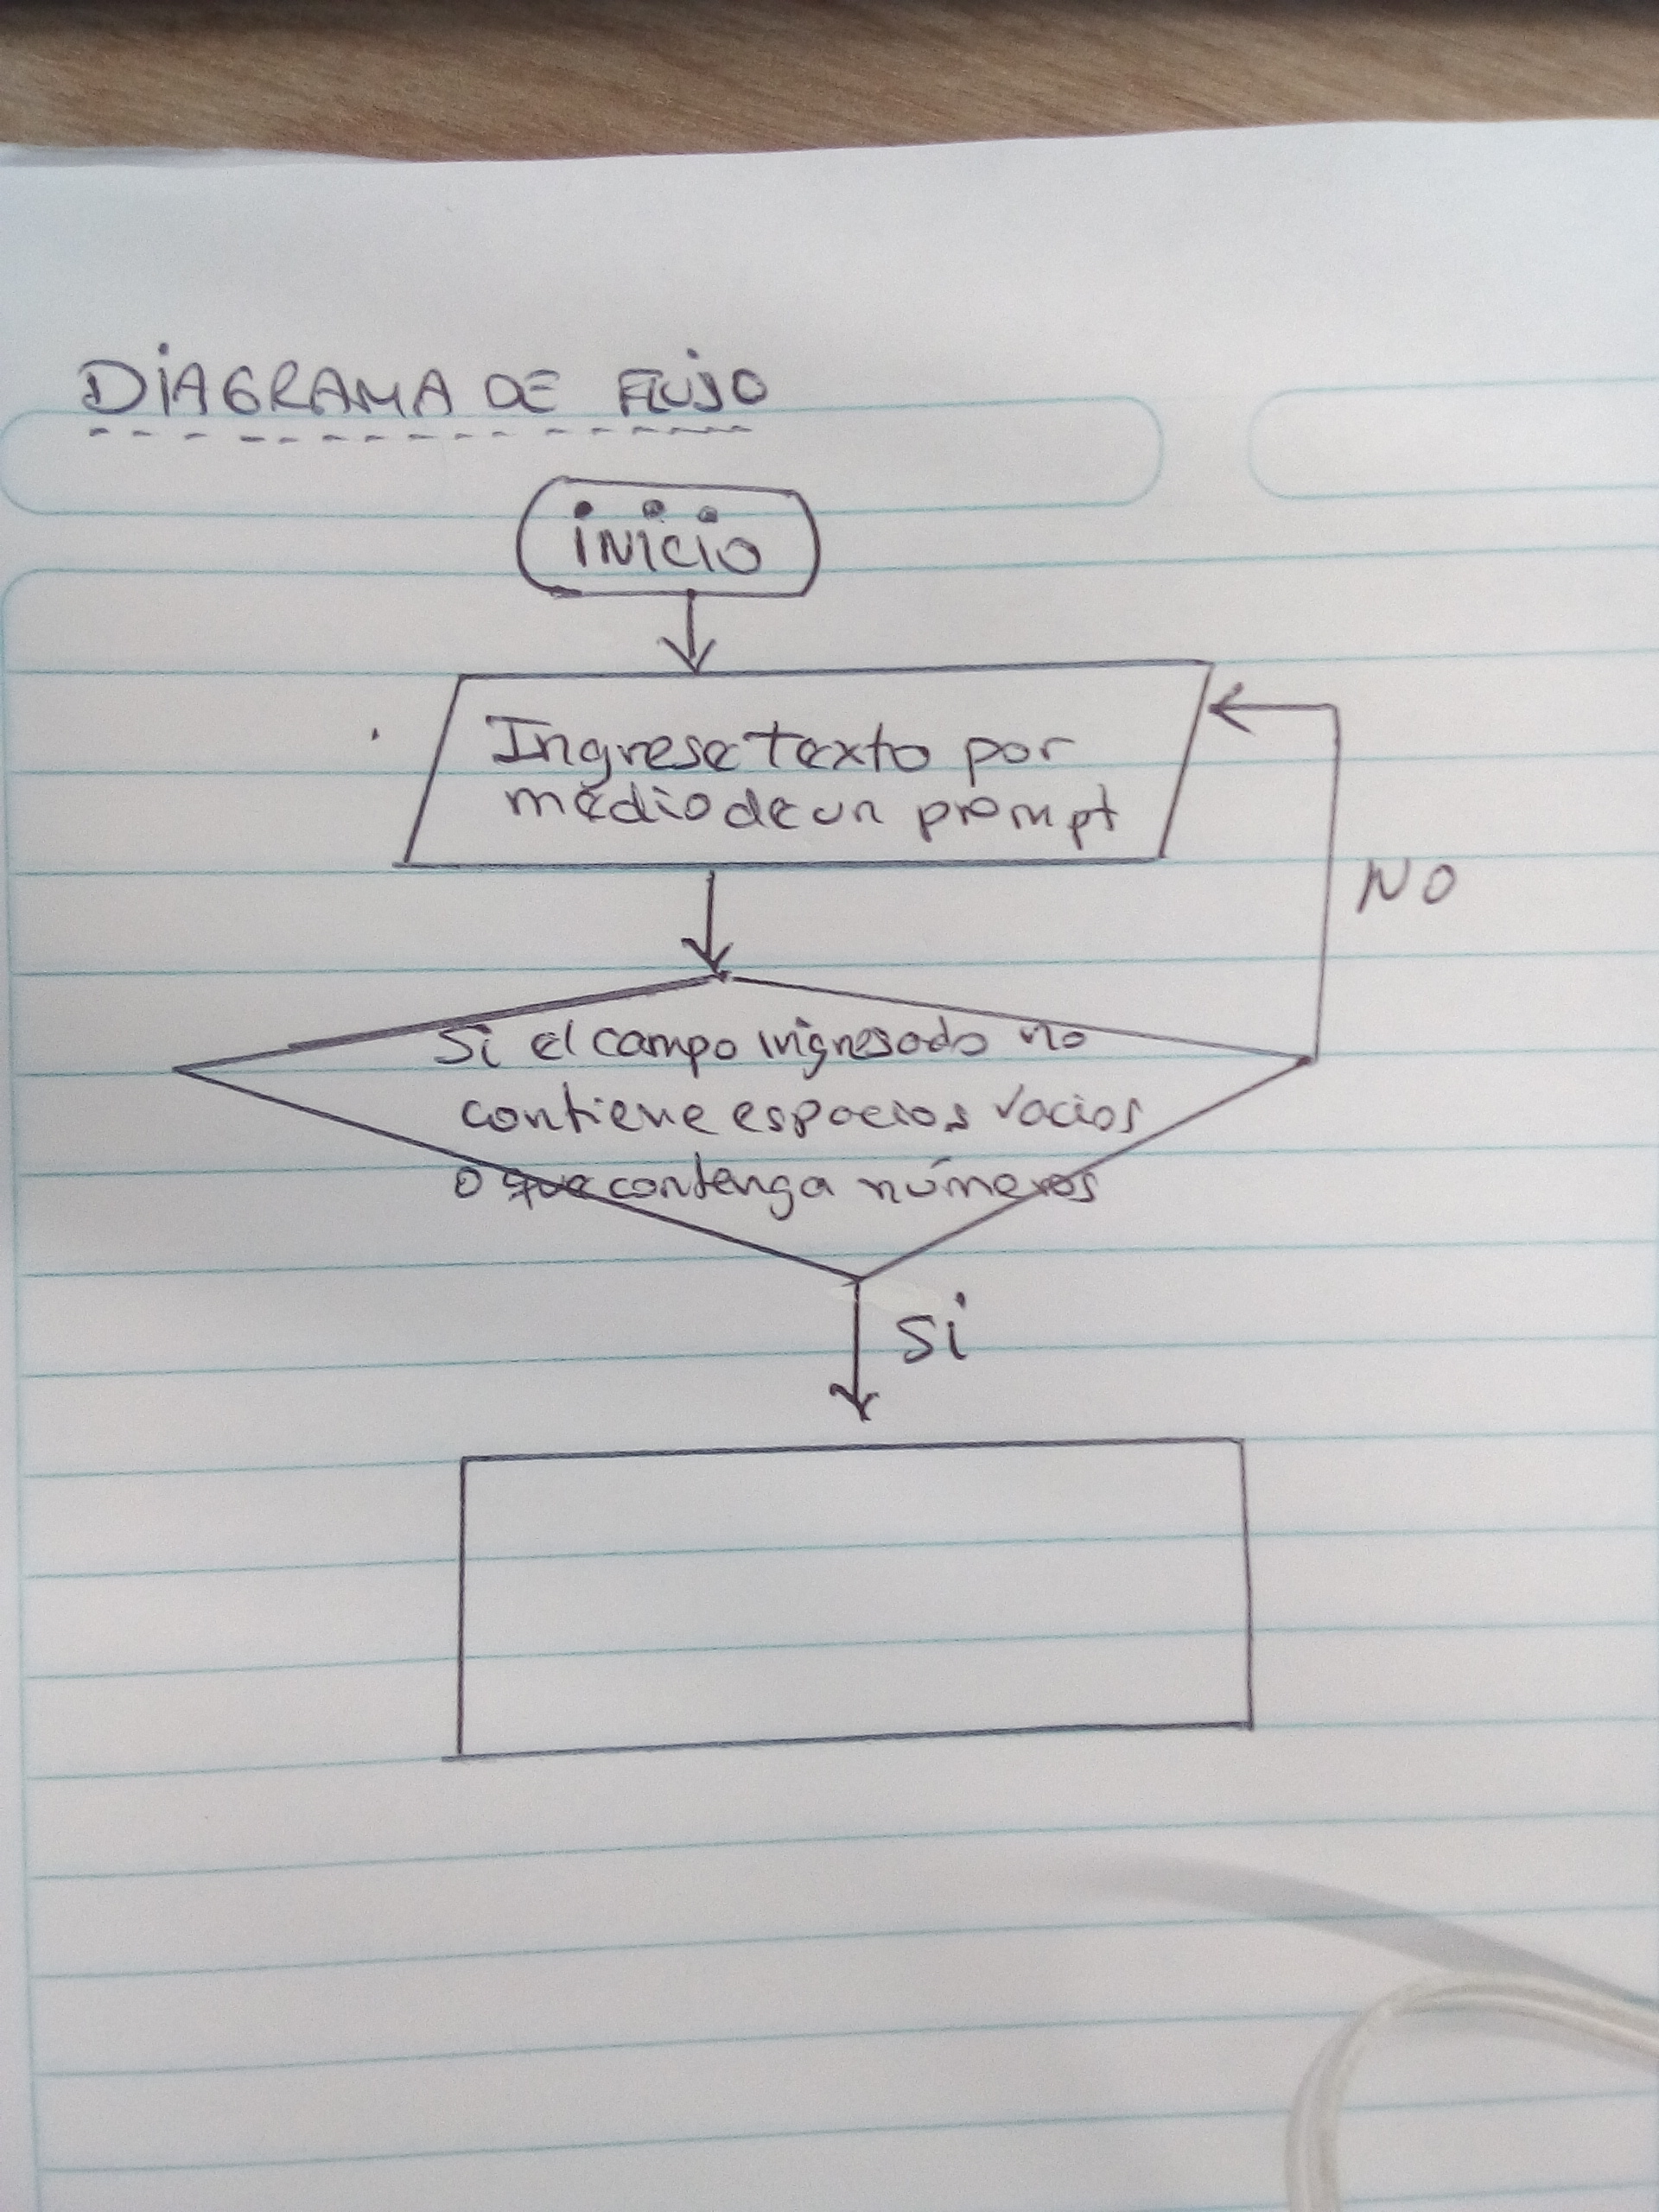 DIAGRAMA DE FLUJO
INICIO
Ingrese texto por
medio de un prompt
NO
Si el campo ingresado no
contiene espacios vacios
o que contenga números
Si